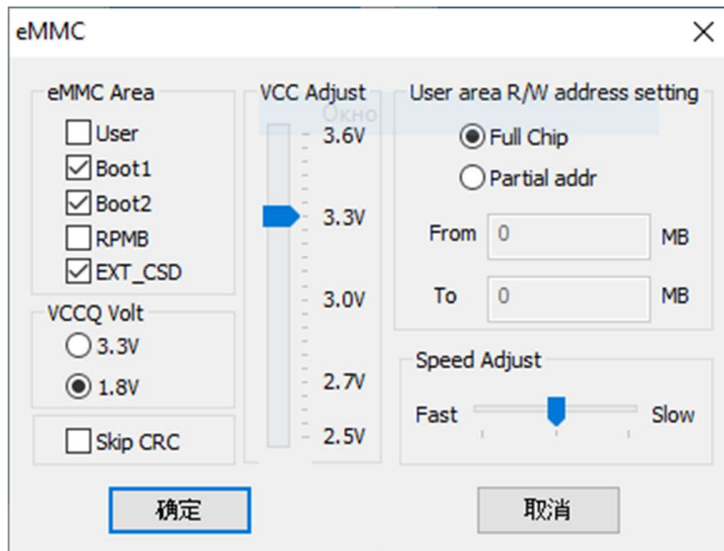 eMMC
eMMC Area
User
Boot1
Boot2
RPMB
EXT_CSD
VCCQ Volt
3.3V
1.8V
Skip CRC
VCC Adjust
Окно
3.6V
3.3V
3.0V
2.7V
2.5V
User area R/W address setting
Full Chip
Partial addr
From 0 MB
To 0 MB
Speed Adjust
Fast Slow
确定 取消